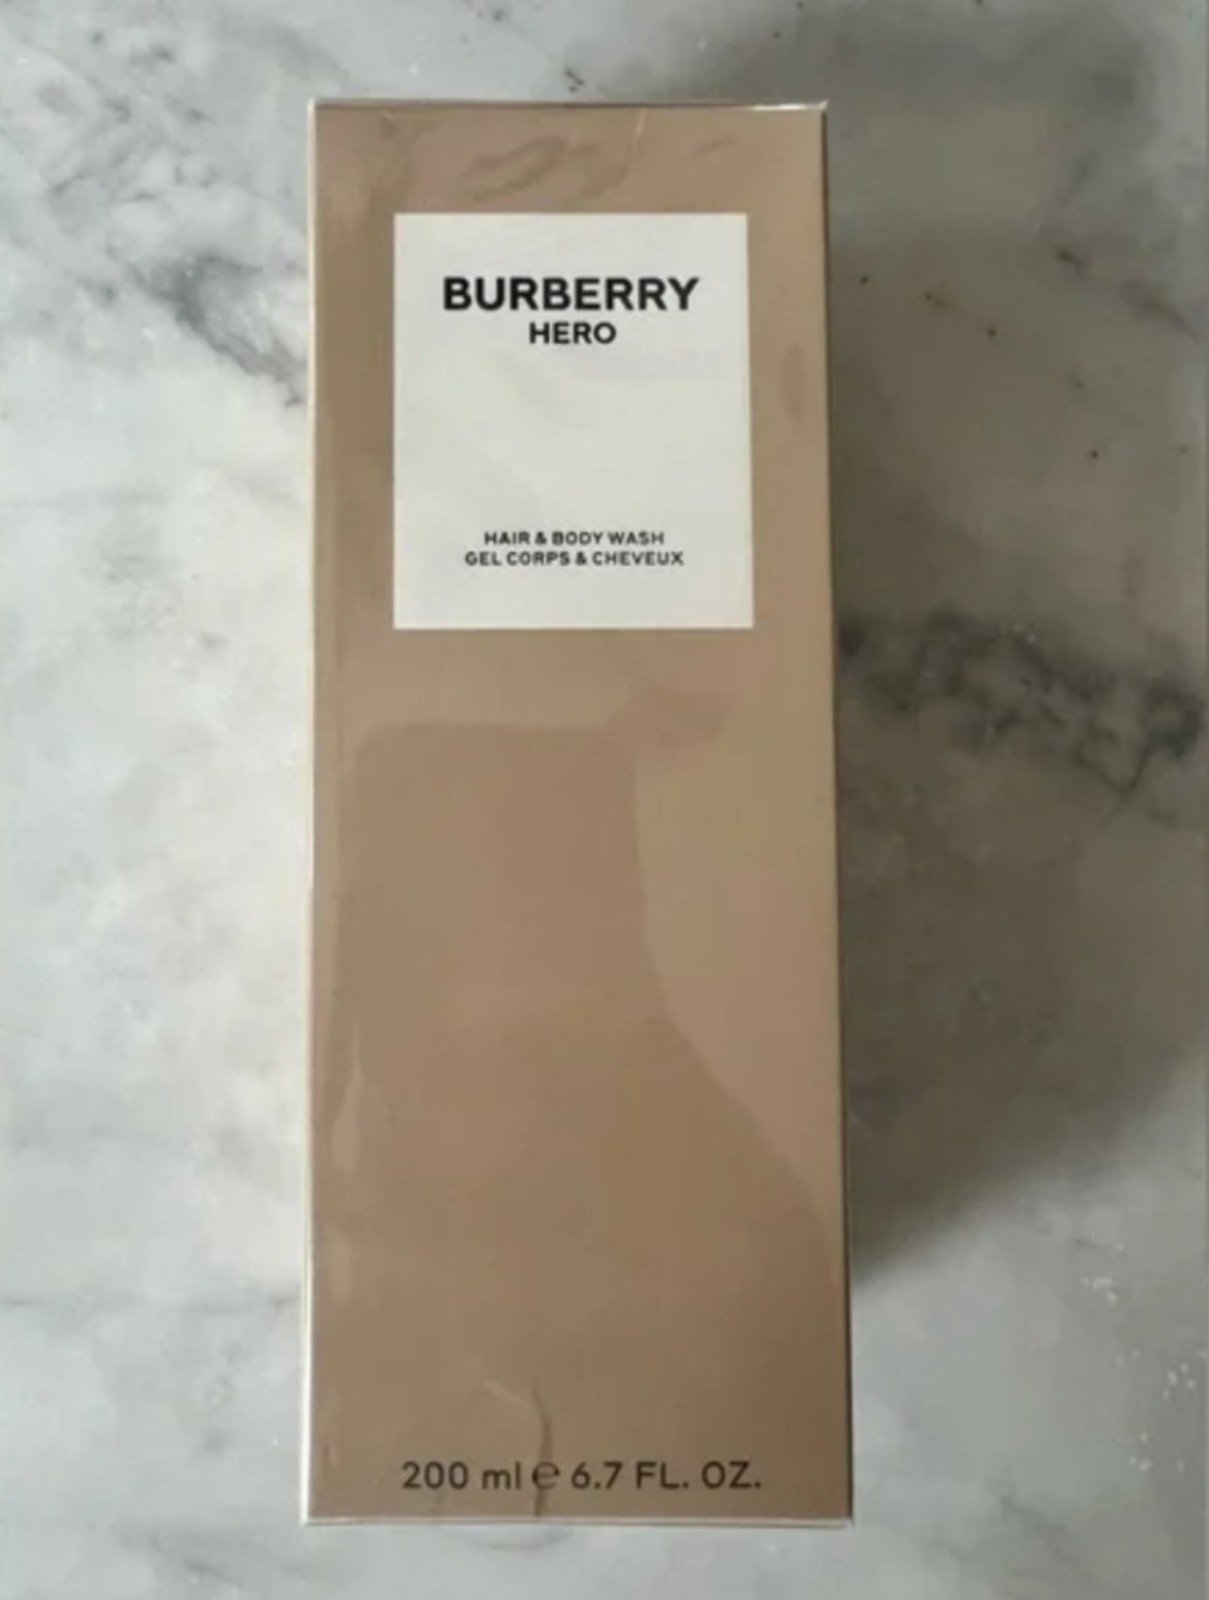 BURBERRY
HERO
HAIR & BODY WASH
GEL CORPS & CHEVEUX
200 ml ℮ 6.7 FL. OZ.